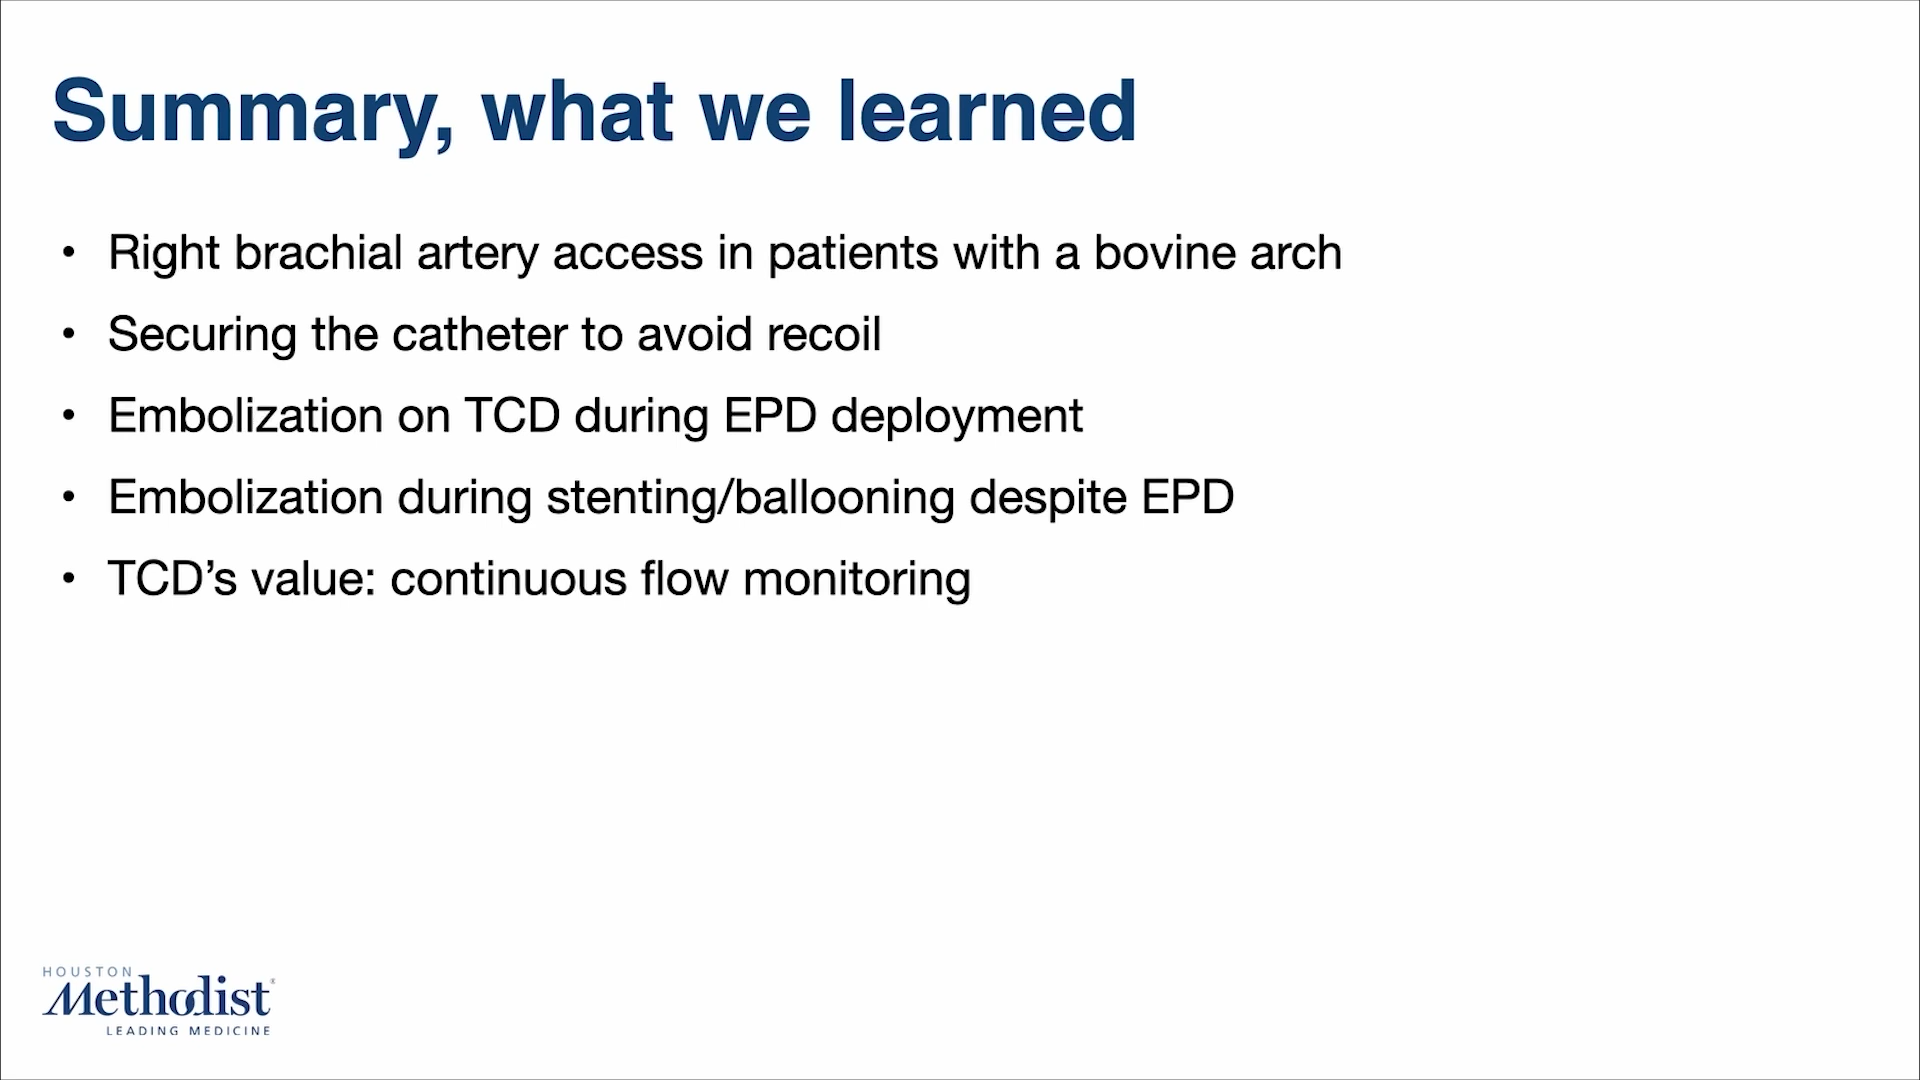 Summary, what we learned
• Right brachial artery access in patients with a bovine arch
• Securing the catheter to avoid recoil
• Embolization on TCD during EPD deployment
• Embolization during stenting/ballooning despite EPD
• TCD’s value: continuous flow monitoring
HOUSTON
Methodist®
LEADING MEDICINE